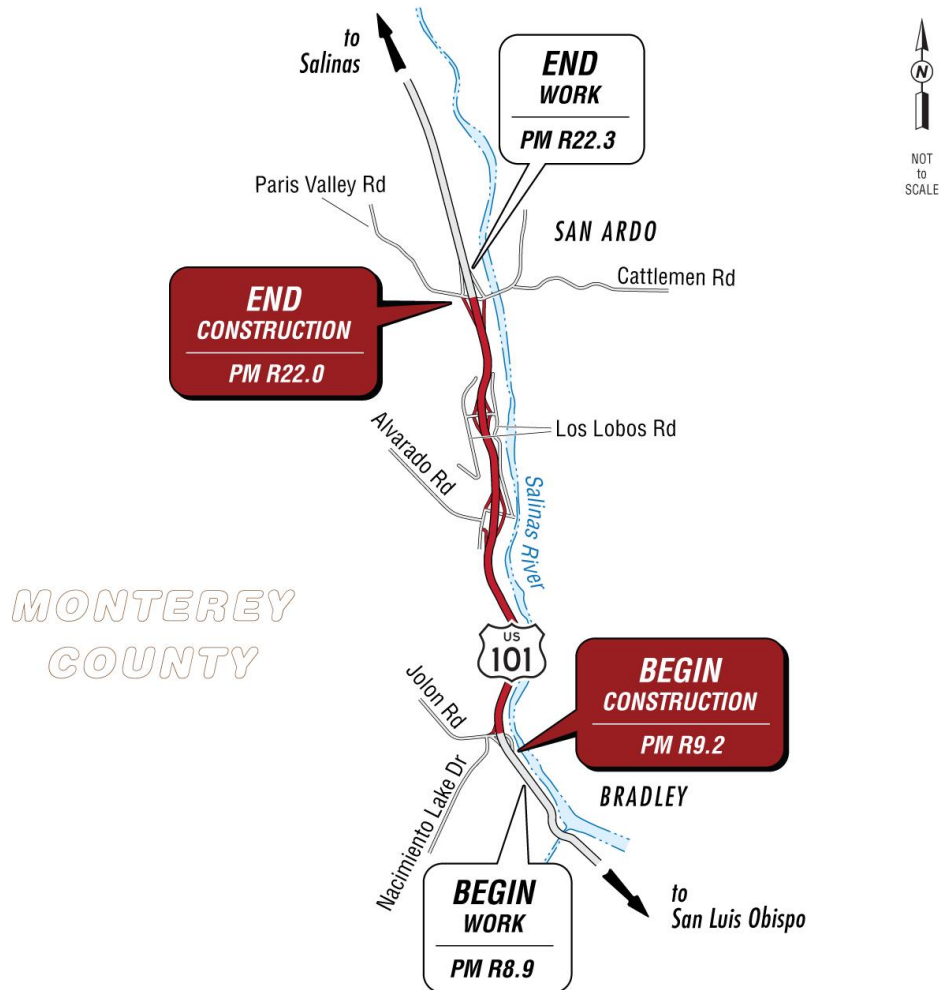 to
Salinas
END
WORK
PM R22.3
N
NOT
to
SCALE
Paris Valley Rd
SAN ARDO
Cattlemen Rd
END
CONSTRUCTION
PM R22.0
Los Lobos Rd
Alvarado Rd
Salinas River
MONTEREY
COUNTY
US
101
BEGIN
CONSTRUCTION
PM R9.2
Jolon Rd
Nacimiento Lake Dr
BRADLEY
BEGIN
WORK
PM R8.9
to
San Luis Obispo